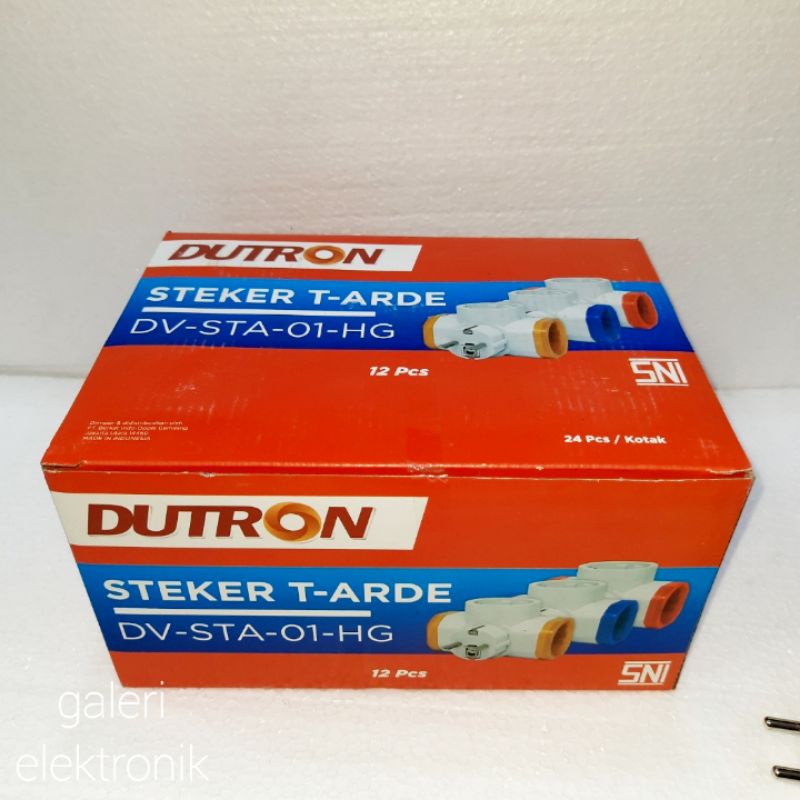 DUTRON
STEKER T-ARDE
DV-STA-01-HG
12 Pcs
SNI
24 Pcs / Kotak
MADE IN INDONESIA
DUTRON
STEKER T-ARDE
DV-STA-01-HG
12 Pcs
SNI
galeri
elektronik